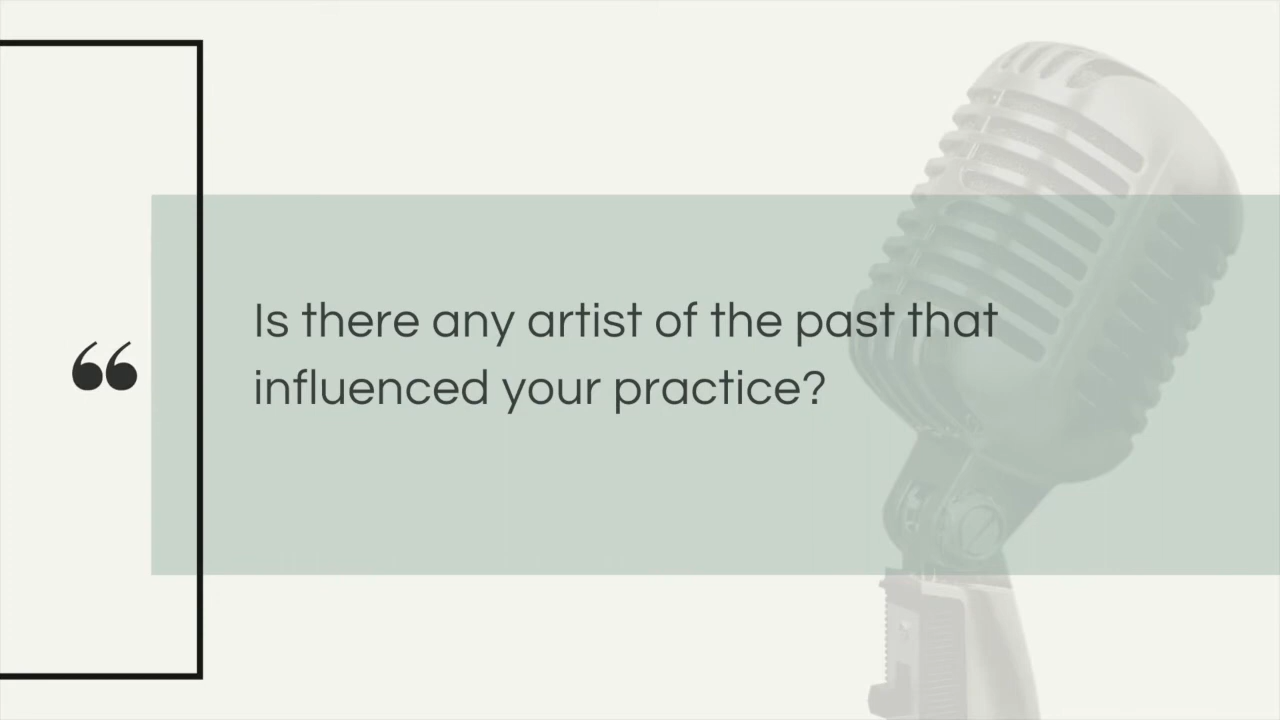 “
Is there any artist of the past that
influenced your practice?